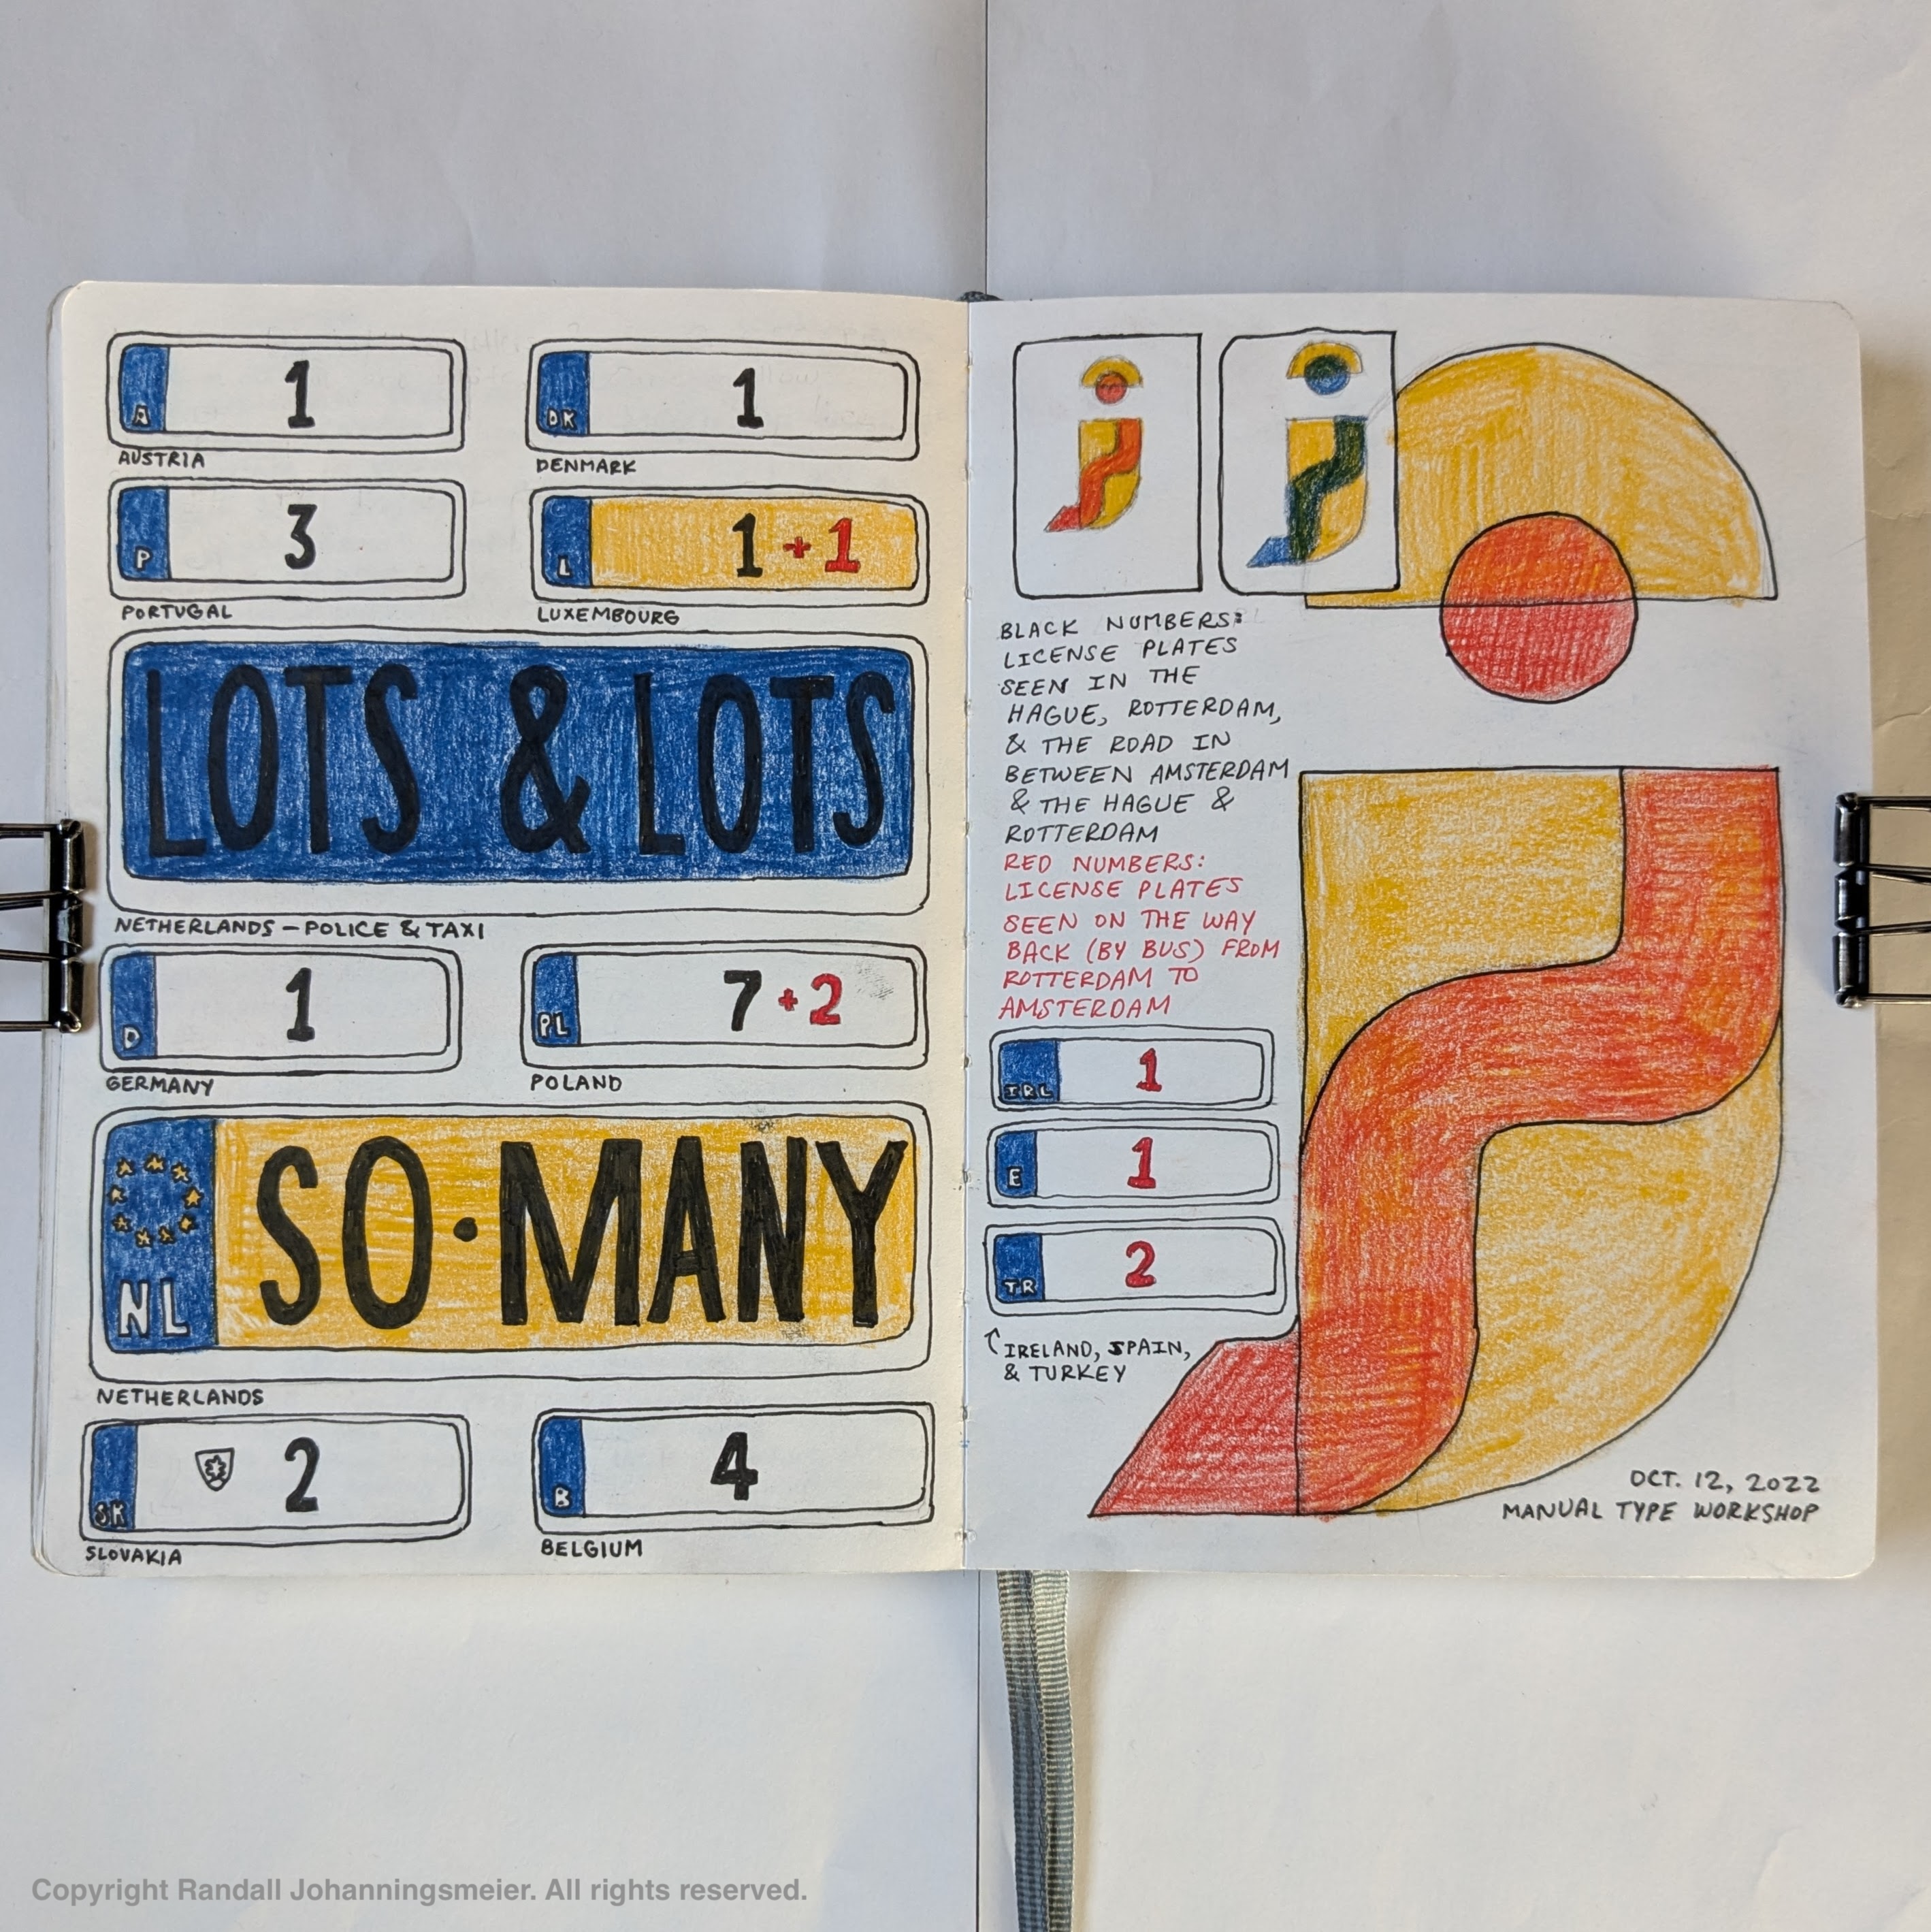 A
1
AUSTRIA
DK
1
DENMARK
P
3
PORTUGAL
L
1 + 1
LUXEMBOURG
LOTS & LOTS
NETHERLANDS – POLICE & TAXI
D
1
GERMANY
PL
7 + 2
POLAND
NL
SO·MANY
NETHERLANDS
SK
2
SLOVAKIA
B
4
BELGIUM
BLACK NUMBERS:
LICENSE PLATES
SEEN IN THE
HAGUE, ROTTERDAM,
& THE ROAD IN
BETWEEN AMSTERDAM
& THE HAGUE &
ROTTERDAM
RED NUMBERS:
LICENSE PLATES
SEEN ON THE WAY
BACK (BY BUS) FROM
ROTTERDAM TO
AMSTERDAM
IRL
1
E
1
TR
2
IRELAND, SPAIN,
& TURKEY
OCT. 12, 2022
MANUAL TYPE WORKSHOP
Copyright Randall Johanningsmeier. All rights reserved.